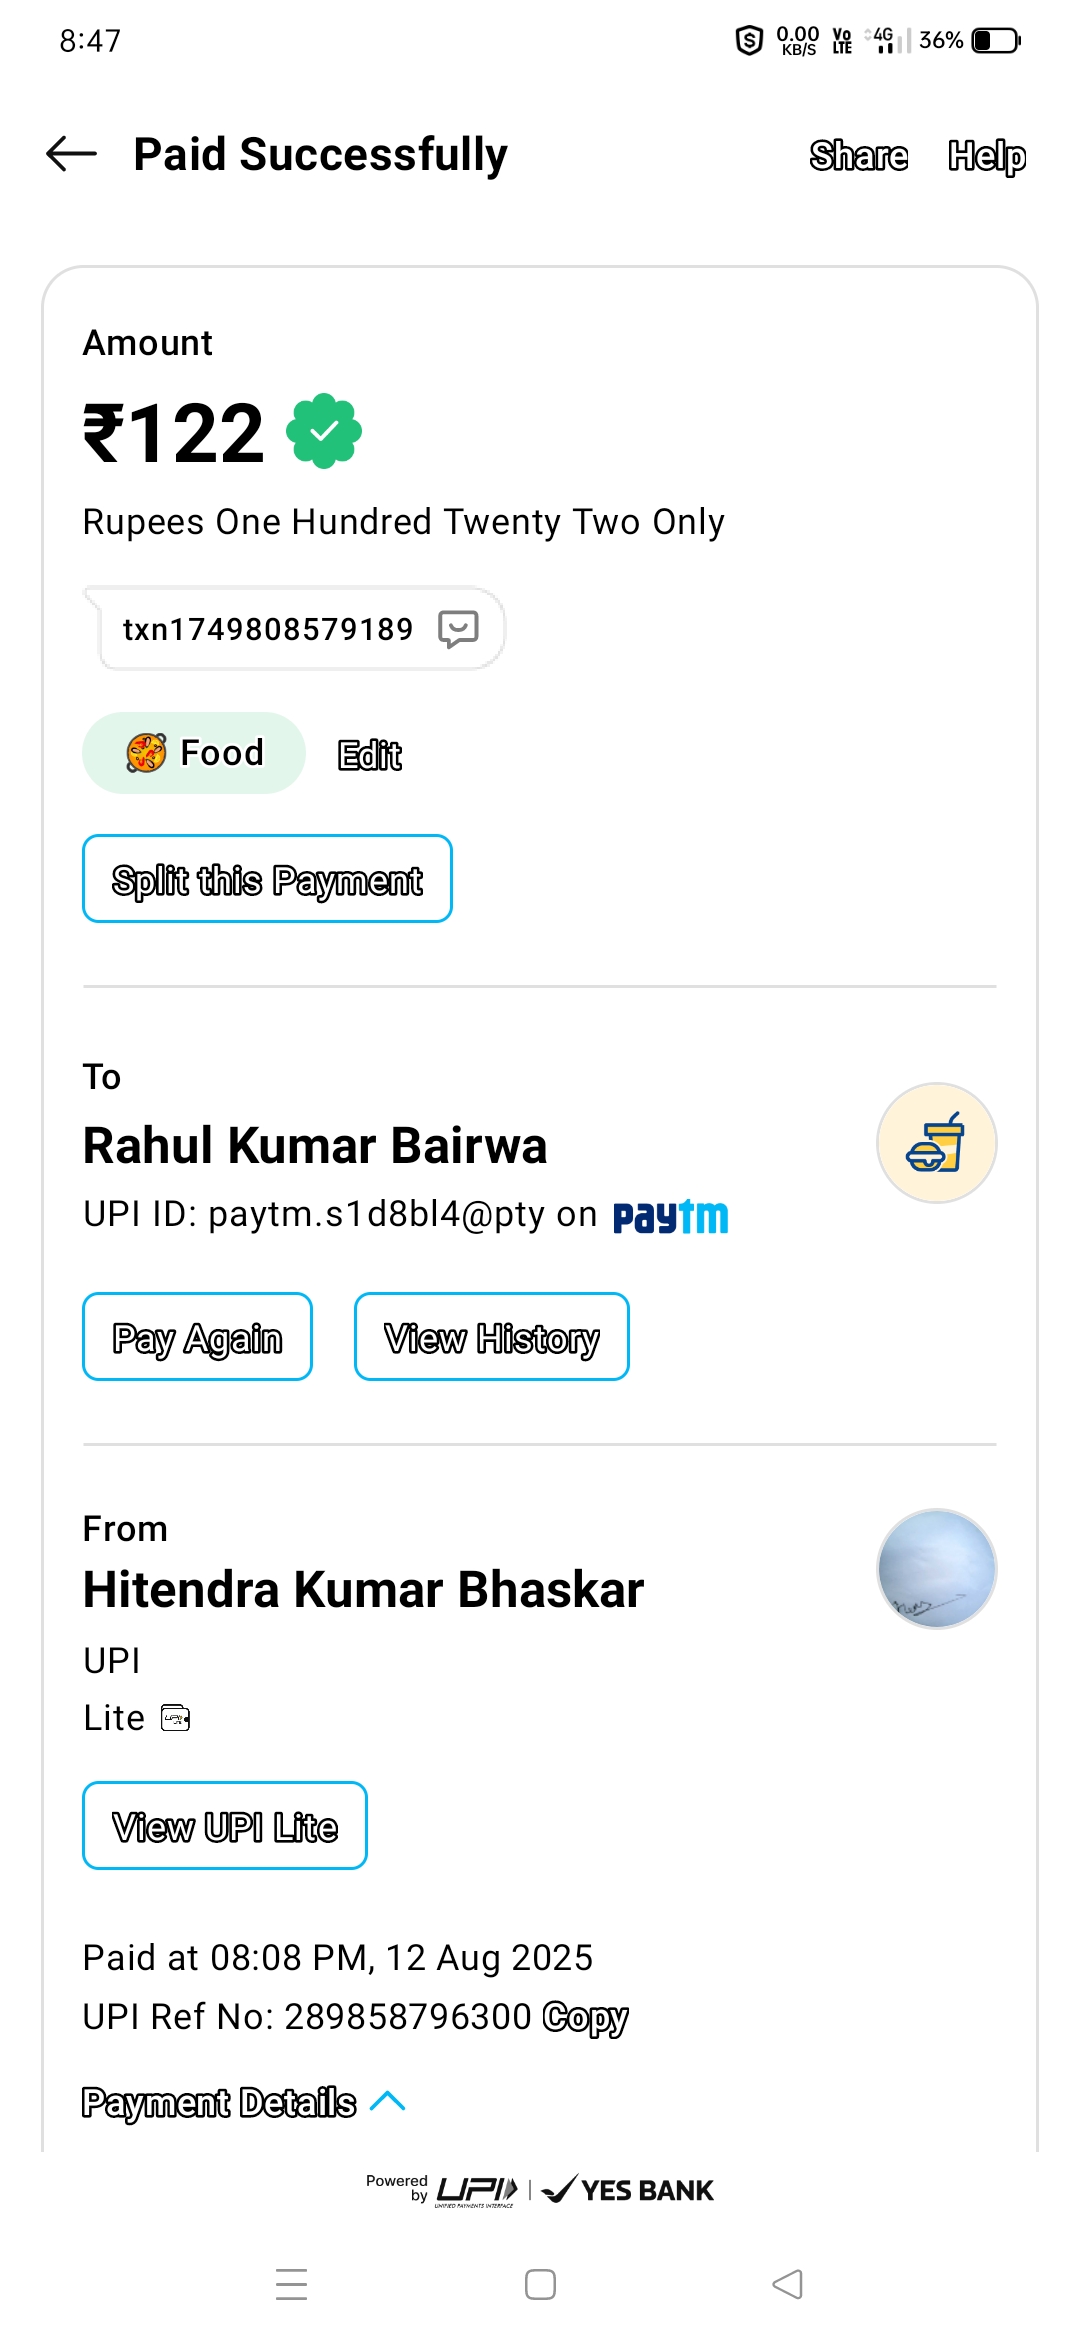 8:47
0.00 KB/S Vo LTE 4G 36%
Paid Successfully
Share Help
Amount
₹122
Rupees One Hundred Twenty Two Only
txn1749808579189
Food Edit
Split this Payment
To
Rahul Kumar Bairwa
UPI ID: paytm.s1d8bl4@pty on paytm
Pay Again View History
From
Hitendra Kumar Bhaskar
UPI
Lite
View UPI Lite
Paid at 08:08 PM, 12 Aug 2025
UPI Ref No: 289858796300 Copy
Payment Details
Powered by UPI | YES BANK
UNIFIED PAYMENTS INTERFACE